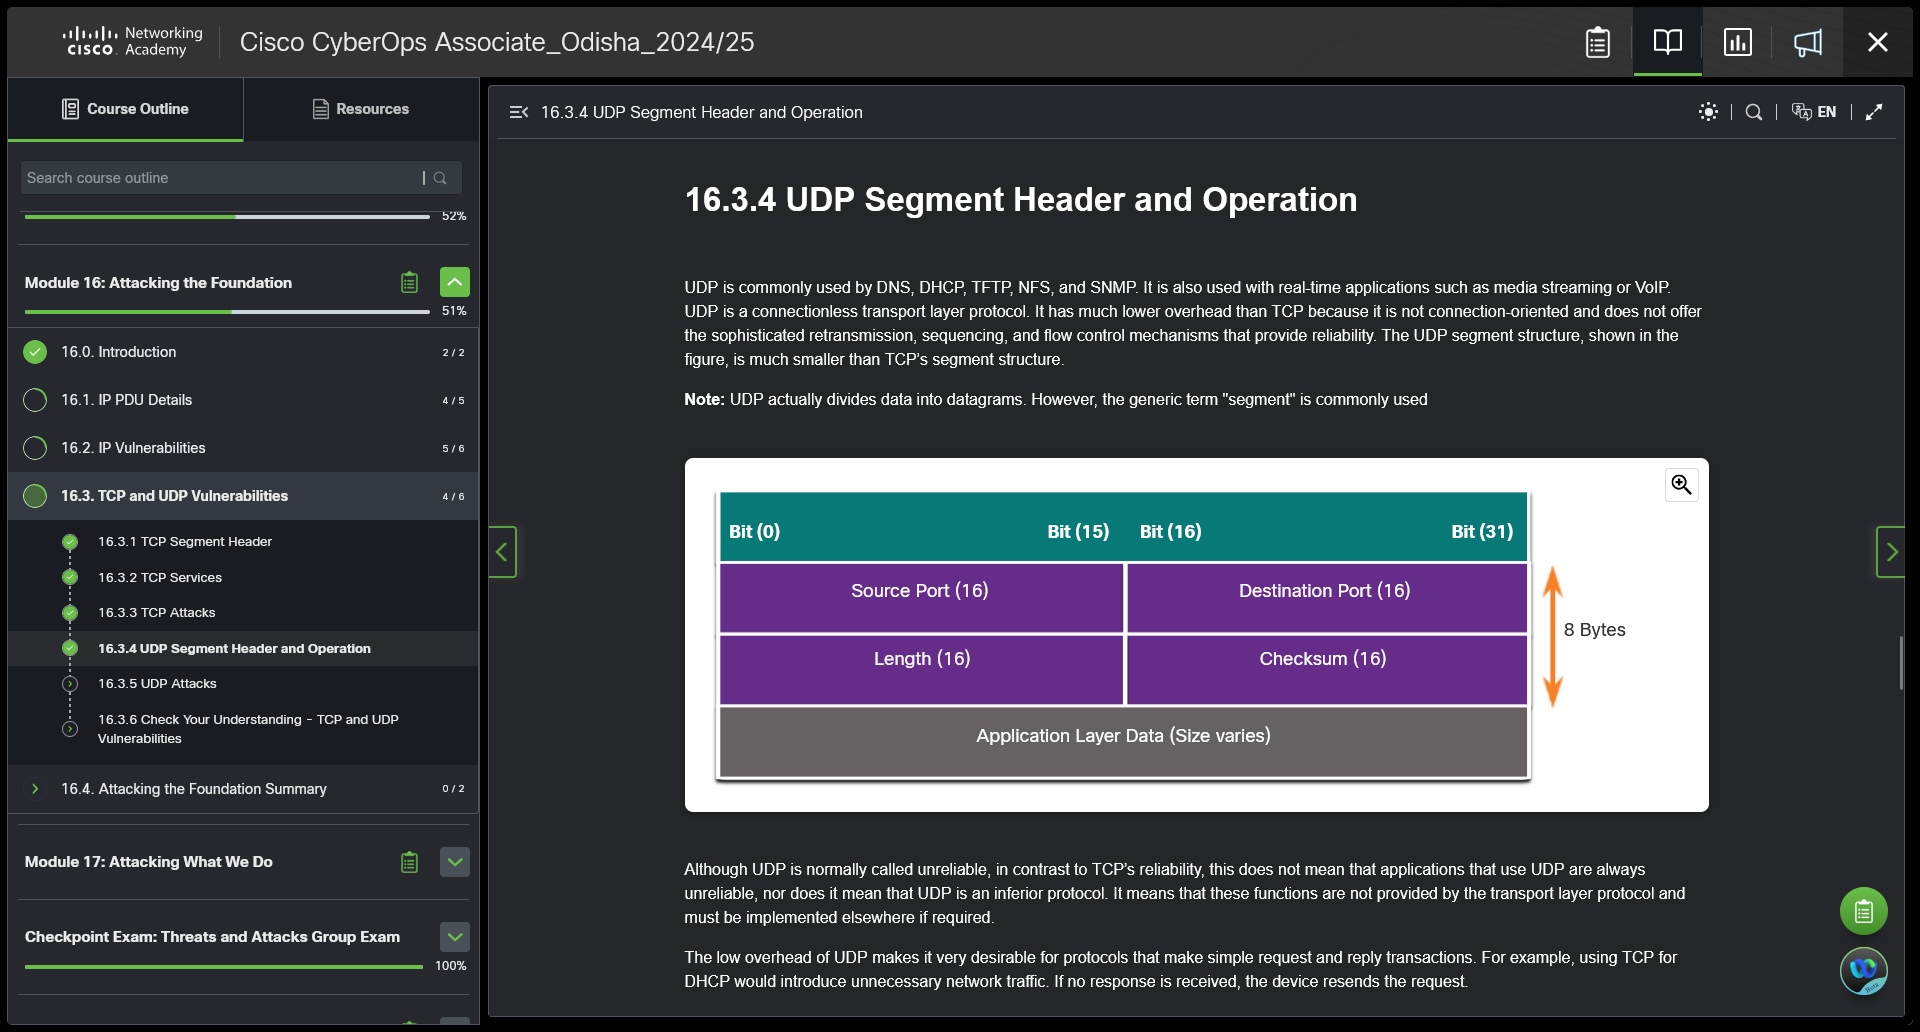 CISCO Networking Academy
Cisco CyberOps Associate_Odisha_2024/25
Course Outline
Resources
Search course outline
52%
Module 16: Attacking the Foundation
51%
16.0. Introduction 2 / 2
16.1. IP PDU Details 4 / 5
16.2. IP Vulnerabilities 5 / 6
16.3. TCP and UDP Vulnerabilities 4 / 6
16.3.1 TCP Segment Header
16.3.2 TCP Services
16.3.3 TCP Attacks
16.3.4 UDP Segment Header and Operation
16.3.5 UDP Attacks
16.3.6 Check Your Understanding - TCP and UDP
Vulnerabilities
16.4. Attacking the Foundation Summary 0 / 2
Module 17: Attacking What We Do
Checkpoint Exam: Threats and Attacks Group Exam
100%
16.3.4 UDP Segment Header and Operation
EN
16.3.4 UDP Segment Header and Operation
UDP is commonly used by DNS, DHCP, TFTP, NFS, and SNMP. It is also used with real-time applications such as media streaming or VoIP.
UDP is a connectionless transport layer protocol. It has much lower overhead than TCP because it is not connection-oriented and does not offer
the sophisticated retransmission, sequencing, and flow control mechanisms that provide reliability. The UDP segment structure, shown in the
figure, is much smaller than TCP’s segment structure.
Note: UDP actually divides data into datagrams. However, the generic term "segment" is commonly used
Bit (0) Bit (15) Bit (16) Bit (31)
Source Port (16) Destination Port (16)
8 Bytes
Length (16) Checksum (16)
Application Layer Data (Size varies)
Although UDP is normally called unreliable, in contrast to TCP’s reliability, this does not mean that applications that use UDP are always
unreliable, nor does it mean that UDP is an inferior protocol. It means that these functions are not provided by the transport layer protocol and
must be implemented elsewhere if required.
The low overhead of UDP makes it very desirable for protocols that make simple request and reply transactions. For example, using TCP for
DHCP would introduce unnecessary network traffic. If no response is received, the device resends the request.
Beta